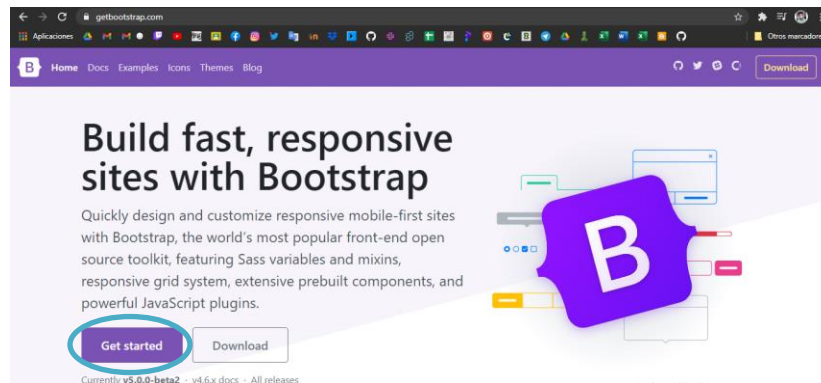 getbootstrap.com
Aplicaciones
Otros marcadores
B Home Docs Examples Icons Themes Blog
Download
Build fast, responsive
sites with Bootstrap
Quickly design and customize responsive mobile-first sites
with Bootstrap, the world's most popular front-end open
source toolkit, featuring Sass variables and mixins,
responsive grid system, extensive prebuilt components, and
powerful JavaScript plugins.
B
Get started Download
Currently v5.0.0-beta2 · v4.6.x docs · All releases